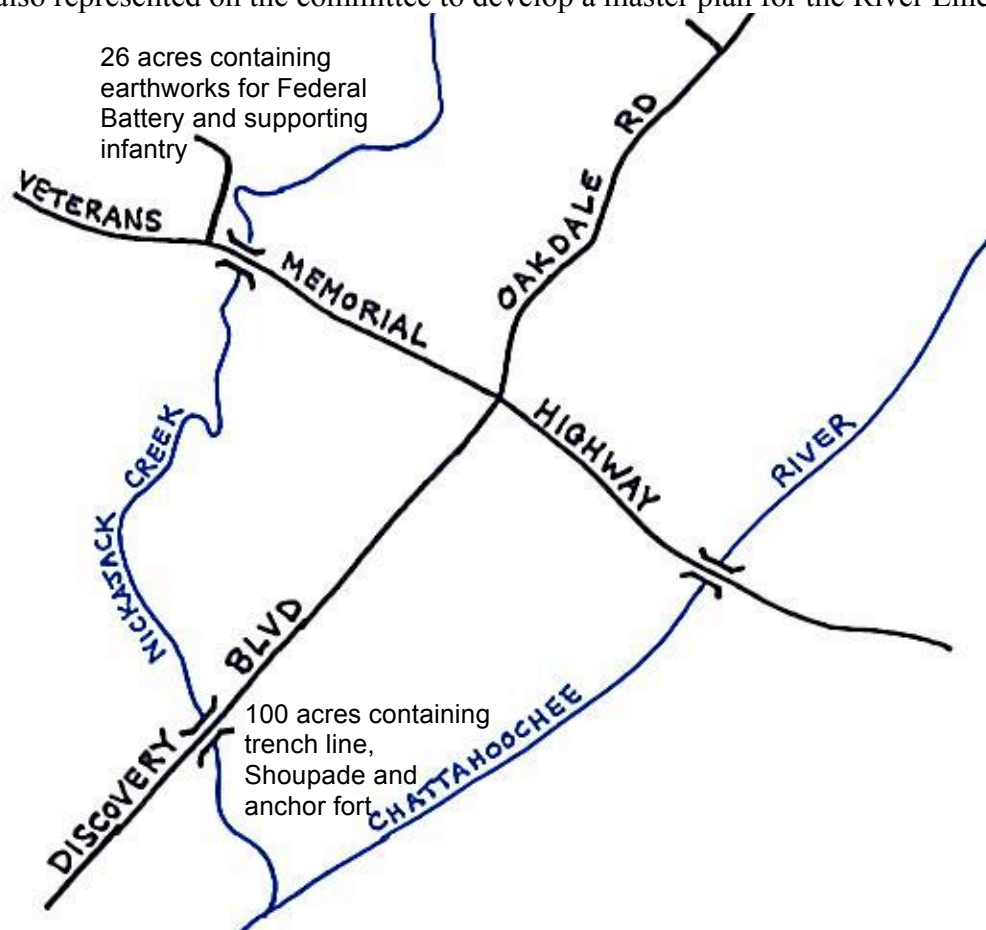 also represented on the committee to develop a master plan for the River Line
26 acres containing
earthworks for Federal
Battery and supporting
infantry
VETERANS
MEMORIAL
HIGHWAY
OAKDALE RD
RIVER
NICKAJACK CREEK
DISCOVERY BLVD
100 acres containing
trench line,
Shoupade and
anchor fort
CHATTAHOOCHEE